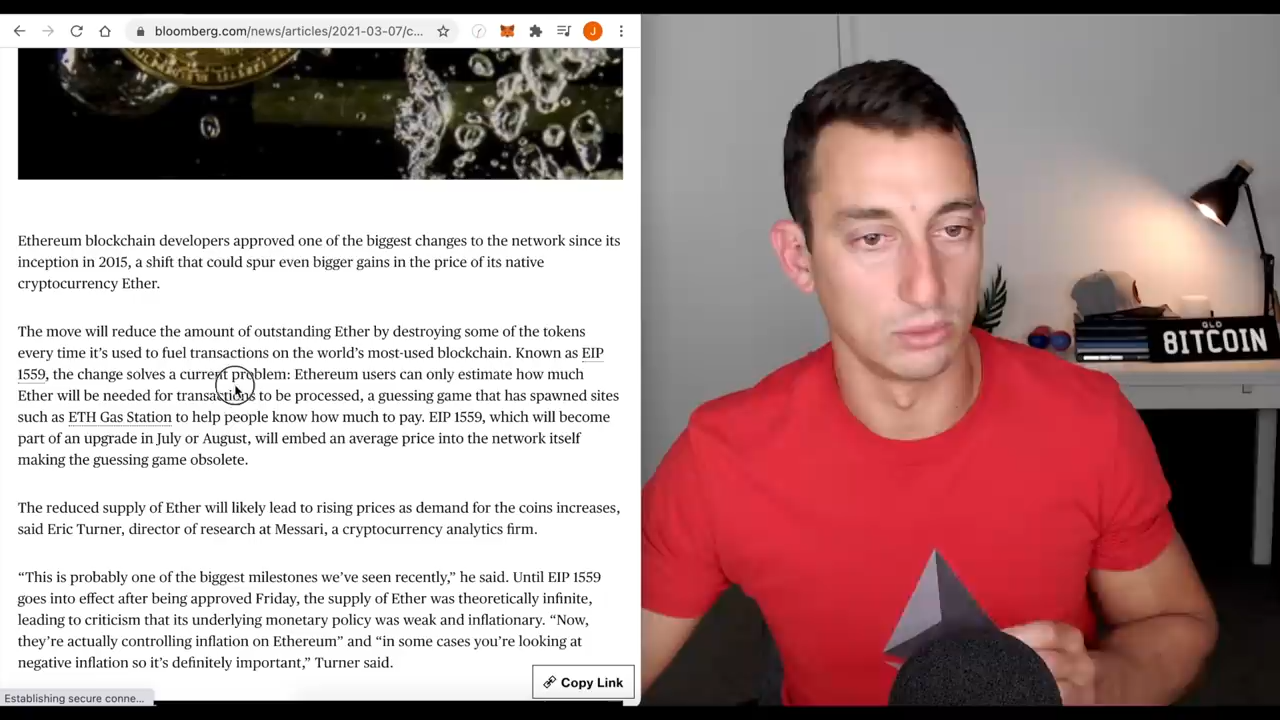 bloomberg.com/news/articles/2021-03-07/c...
J
Ethereum blockchain developers approved one of the biggest changes to the network since its
inception in 2015, a shift that could spur even bigger gains in the price of its native
cryptocurrency Ether.
The move will reduce the amount of outstanding Ether by destroying some of the tokens
every time it’s used to fuel transactions on the world’s most-used blockchain. Known as EIP
1559, the change solves a current problem: Ethereum users can only estimate how much
Ether will be needed for transactions to be processed, a guessing game that has spawned sites
such as ETH Gas Station to help people know how much to pay. EIP 1559, which will become
part of an upgrade in July or August, will embed an average price into the network itself
making the guessing game obsolete.
The reduced supply of Ether will likely lead to rising prices as demand for the coins increases,
said Eric Turner, director of research at Messari, a cryptocurrency analytics firm.
“This is probably one of the biggest milestones we’ve seen recently,” he said. Until EIP 1559
goes into effect after being approved Friday, the supply of Ether was theoretically infinite,
leading to criticism that its underlying monetary policy was weak and inflationary. “Now,
they’re actually controlling inflation on Ethereum” and “in some cases you’re looking at
negative inflation so it’s definitely important,” Turner said.
Copy Link
Establishing secure conne...
QLD
BITCOIN